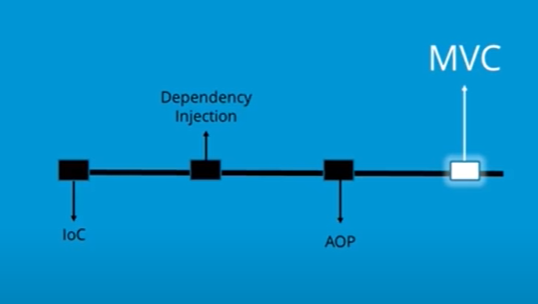 MVC
Dependency
Injection
IoC
AOP